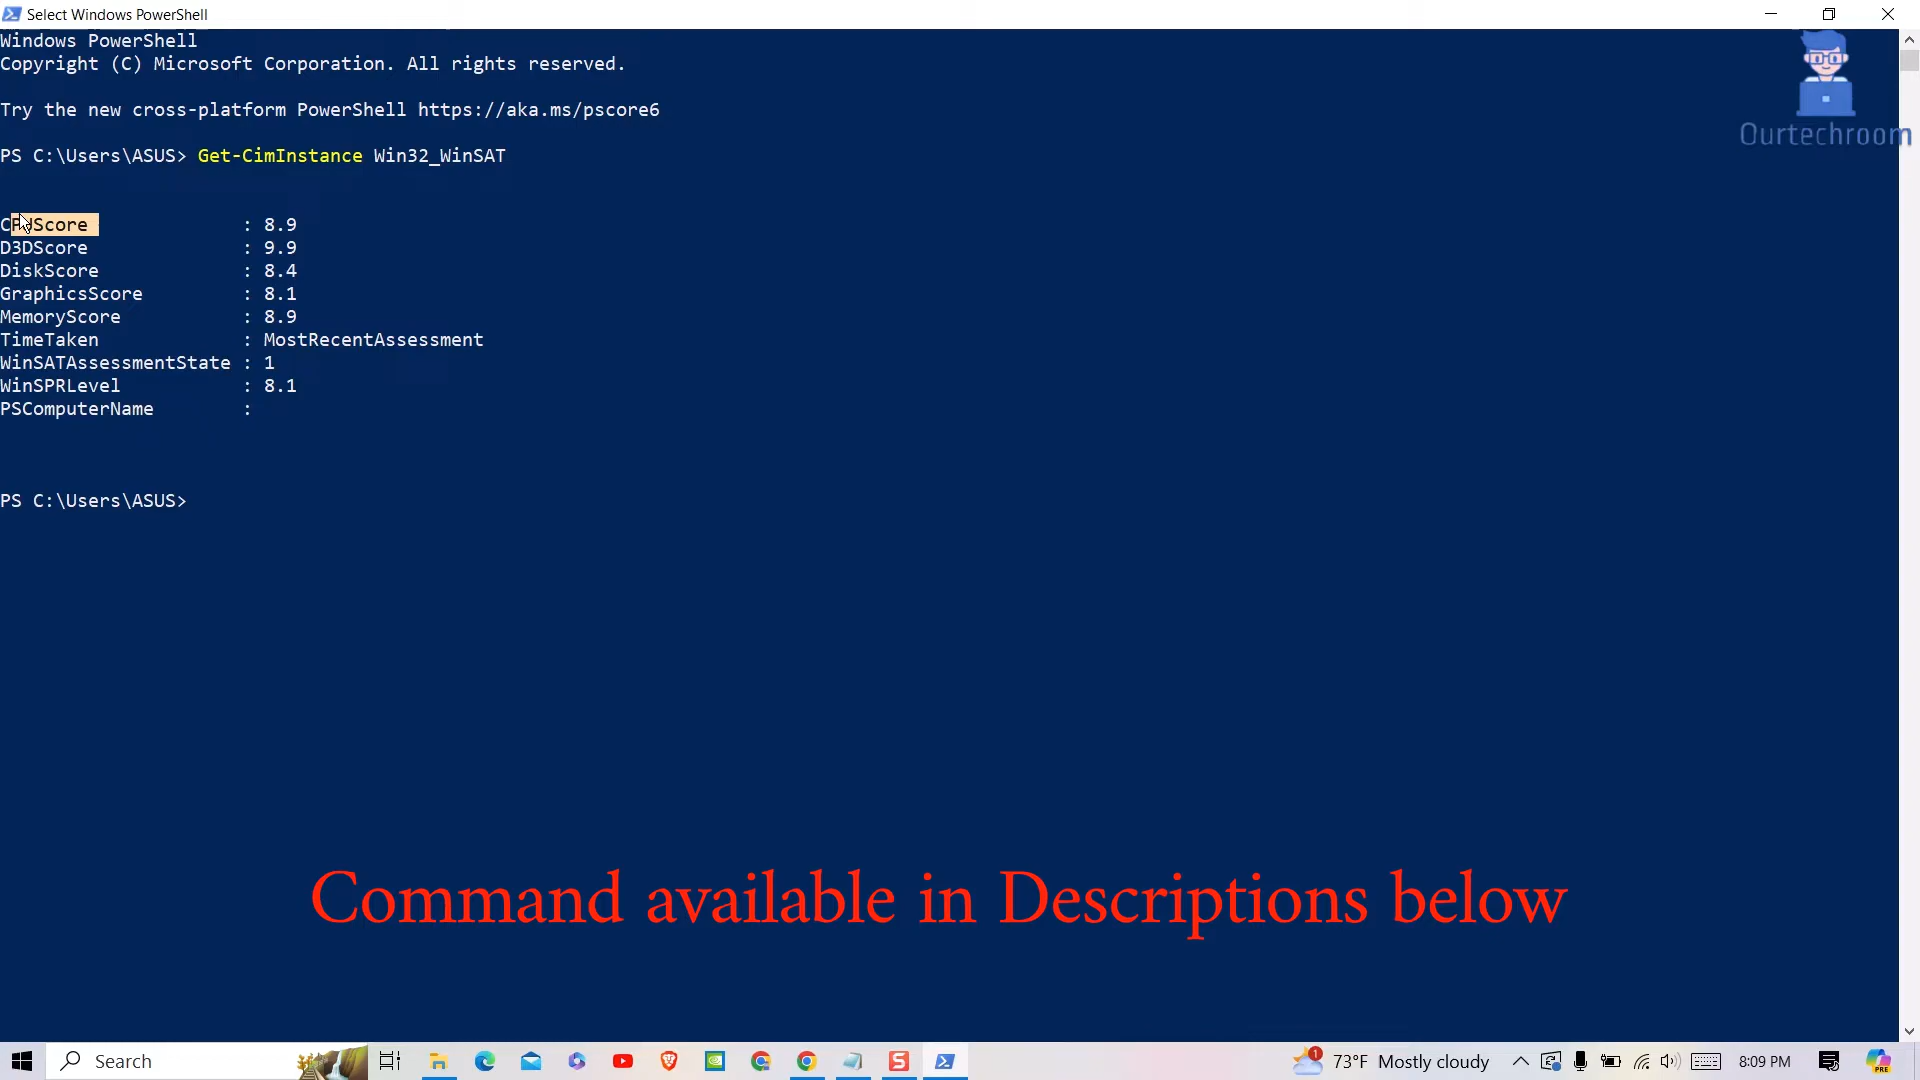 Select Windows PowerShell
Windows PowerShell
Copyright (C) Microsoft Corporation. All rights reserved.
Try the new cross-platform PowerShell https://aka.ms/pscore6
PS C:\Users\ASUS> Get-CimInstance Win32_WinSAT
Ourtechroom
CPUScore : 8.9
D3DScore : 9.9
DiskScore : 8.4
GraphicsScore : 8.1
MemoryScore : 8.9
TimeTaken : MostRecentAssessment
WinSATAssessmentState : 1
WinSPRLevel : 8.1
PSComputerName :
PS C:\Users\ASUS>
Command available in Descriptions below
Search 1 73°F Mostly cloudy 8:09 PM PRE